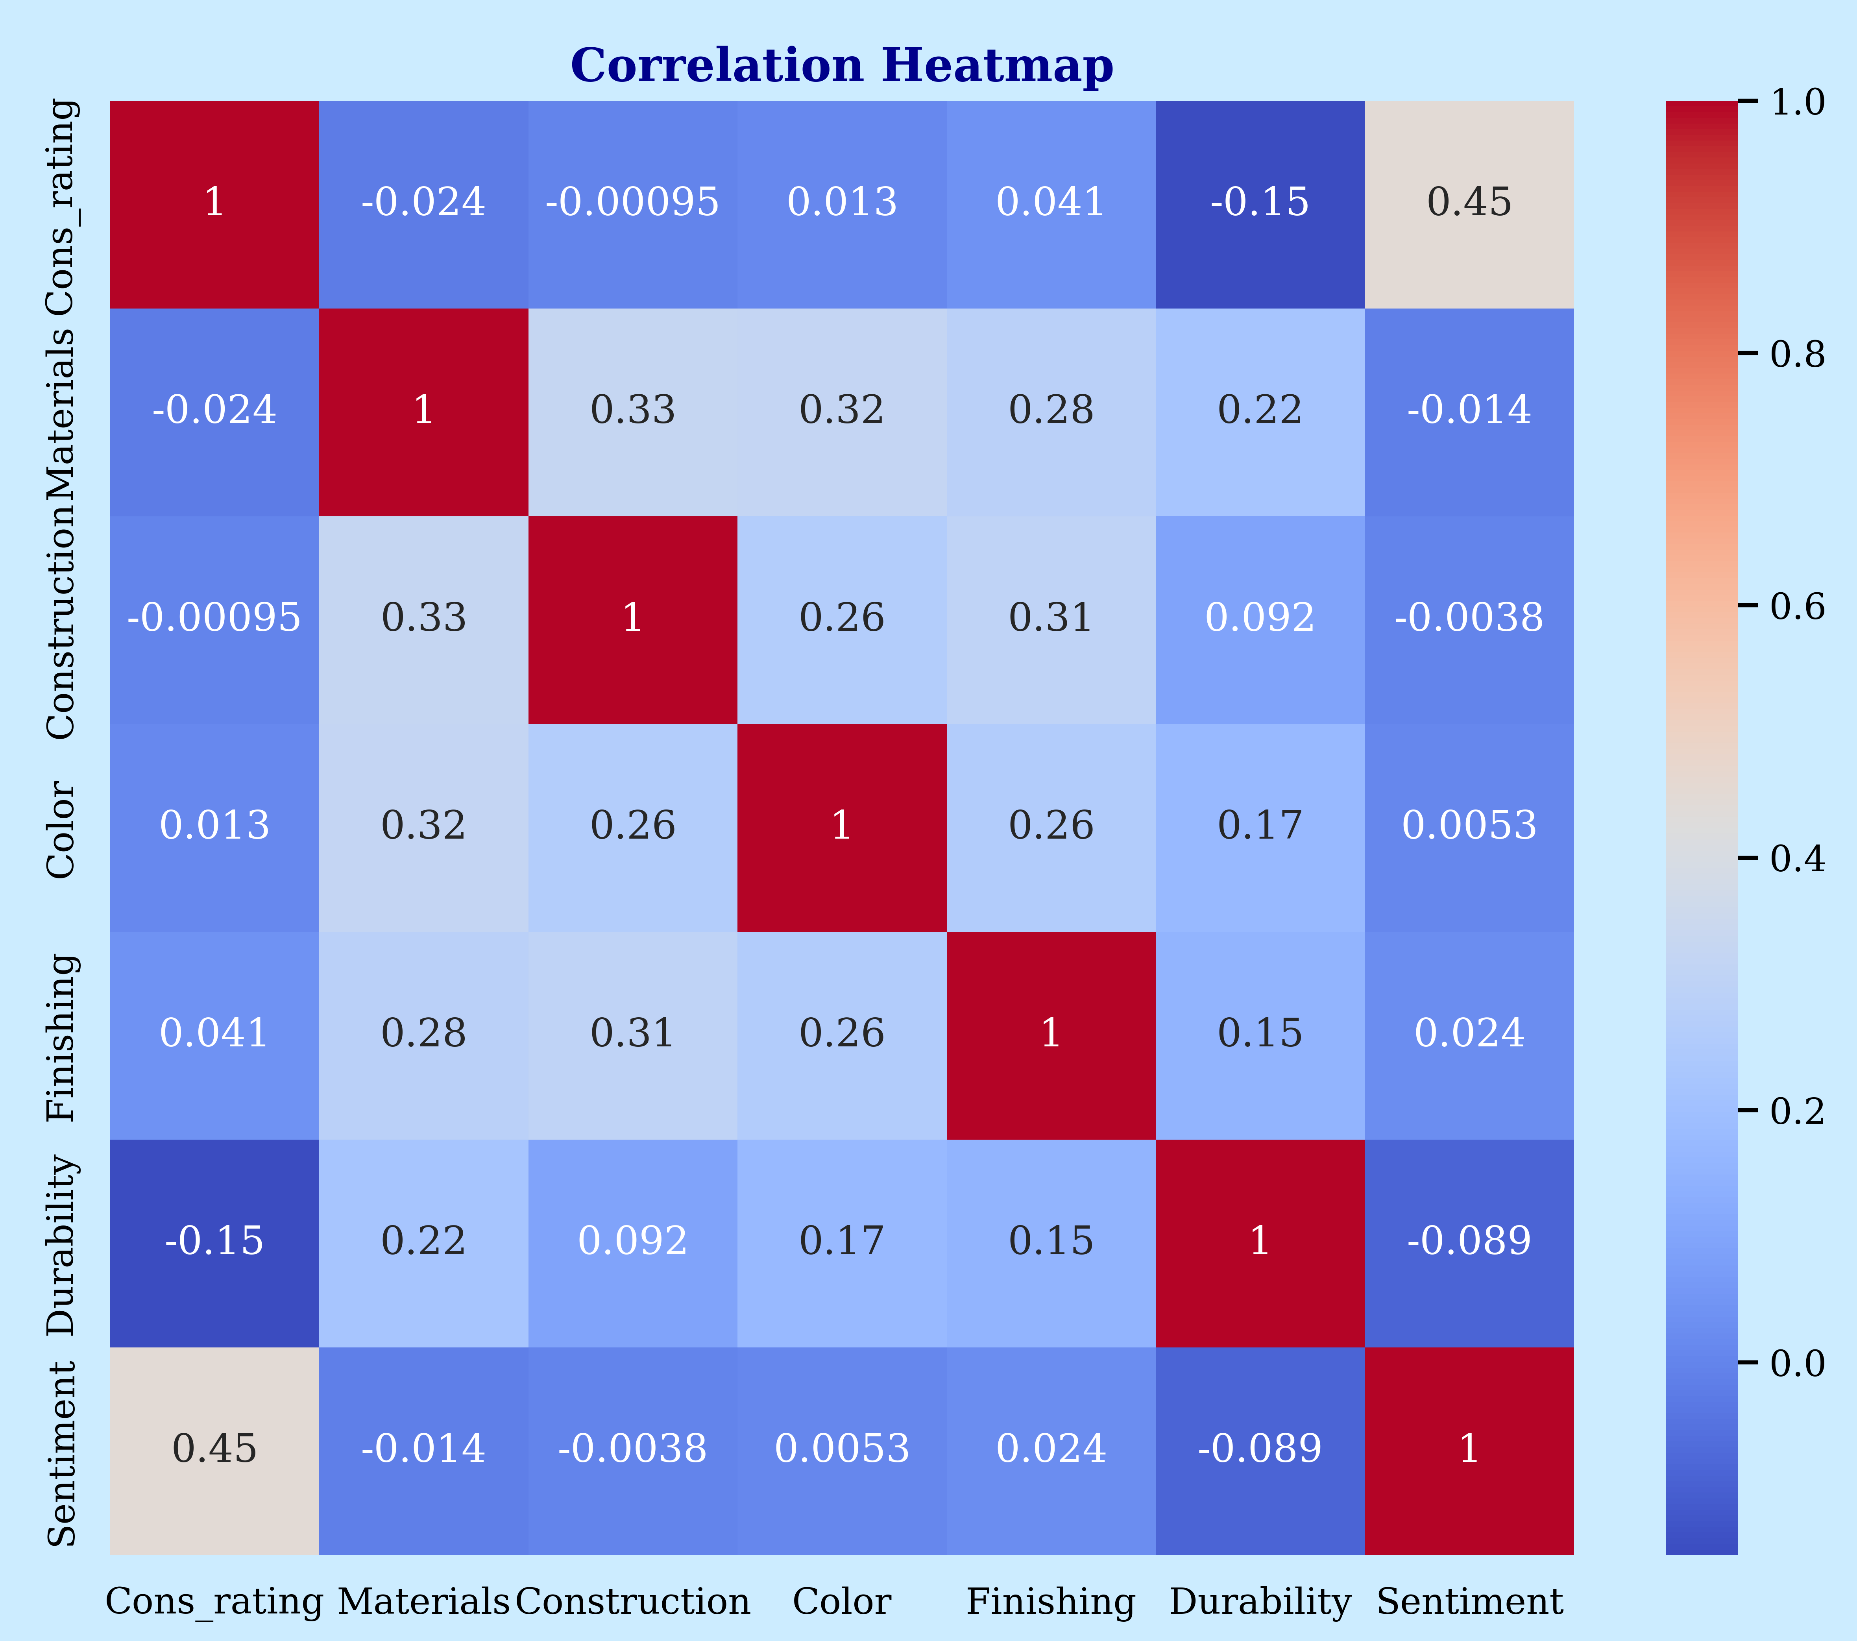 Correlation Heatmap
Cons_rating 1 -0.024 -0.00095 0.013 0.041 -0.15 0.45
Materials -0.024 1 0.33 0.32 0.28 0.22 -0.014
Construction -0.00095 0.33 1 0.26 0.31 0.092 -0.0038
Color 0.013 0.32 0.26 1 0.26 0.17 0.0053
Finishing 0.041 0.28 0.31 0.26 1 0.15 0.024
Durability -0.15 0.22 0.092 0.17 0.15 1 -0.089
Sentiment 0.45 -0.014 -0.0038 0.0053 0.024 -0.089 1
Cons_rating Materials Construction Color Finishing Durability Sentiment
1.0
0.8
0.6
0.4
0.2
0.0